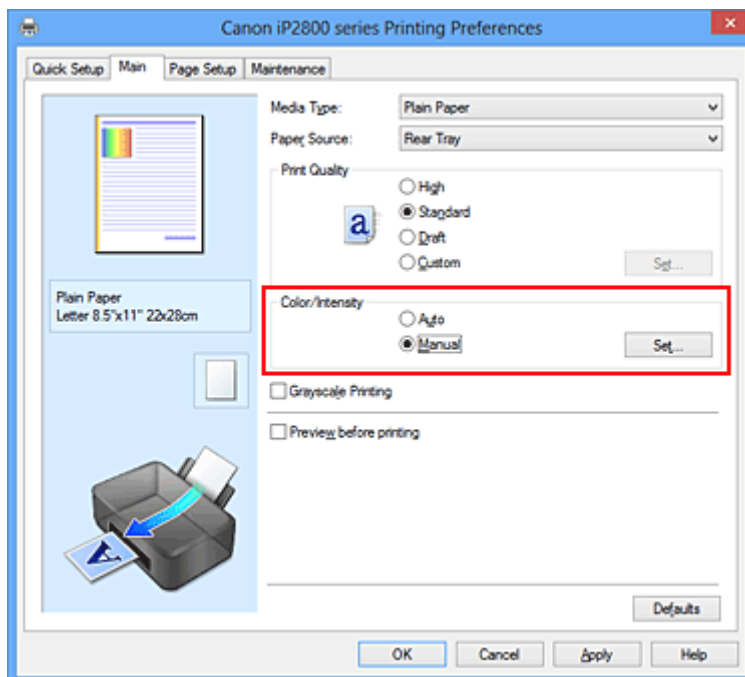 Canon iP2800 series Printing Preferences
Quick Setup Main Page Setup Maintenance
Media Type: Plain Paper
Paper Source: Rear Tray
Print Quality
High
a Standard
Draft
Custom Set...
Plain Paper
Letter 8.5"x11" 22x28cm
Color/Intensity
Auto
Manual Set...
Grayscale Printing
Preview before printing
A
Defaults
OK Cancel Apply Help